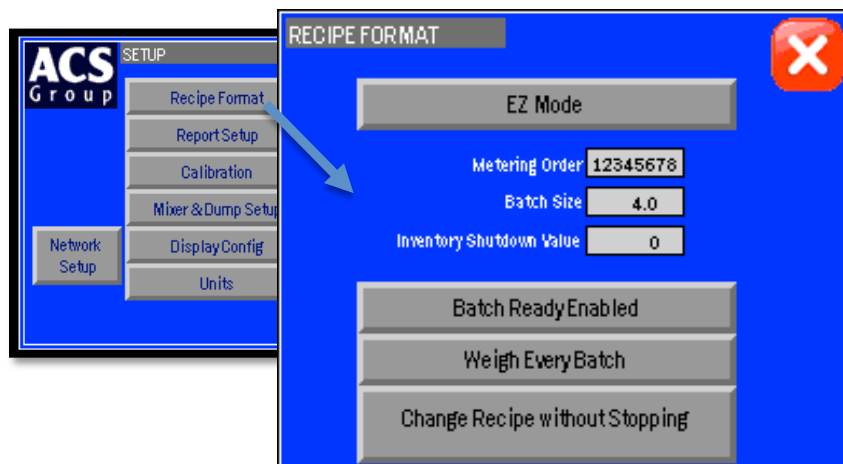 ACS
Group
SETUP
Recipe Format
Report Setup
Calibration
Mixer & Dump Setup
Display Config
Units
Network
Setup
RECIPE FORMAT
EZ Mode
Metering Order 12345678
Batch Size 4.0
Inventory Shutdown Value 0
Batch Ready Enabled
Weigh Every Batch
Change Recipe without Stopping